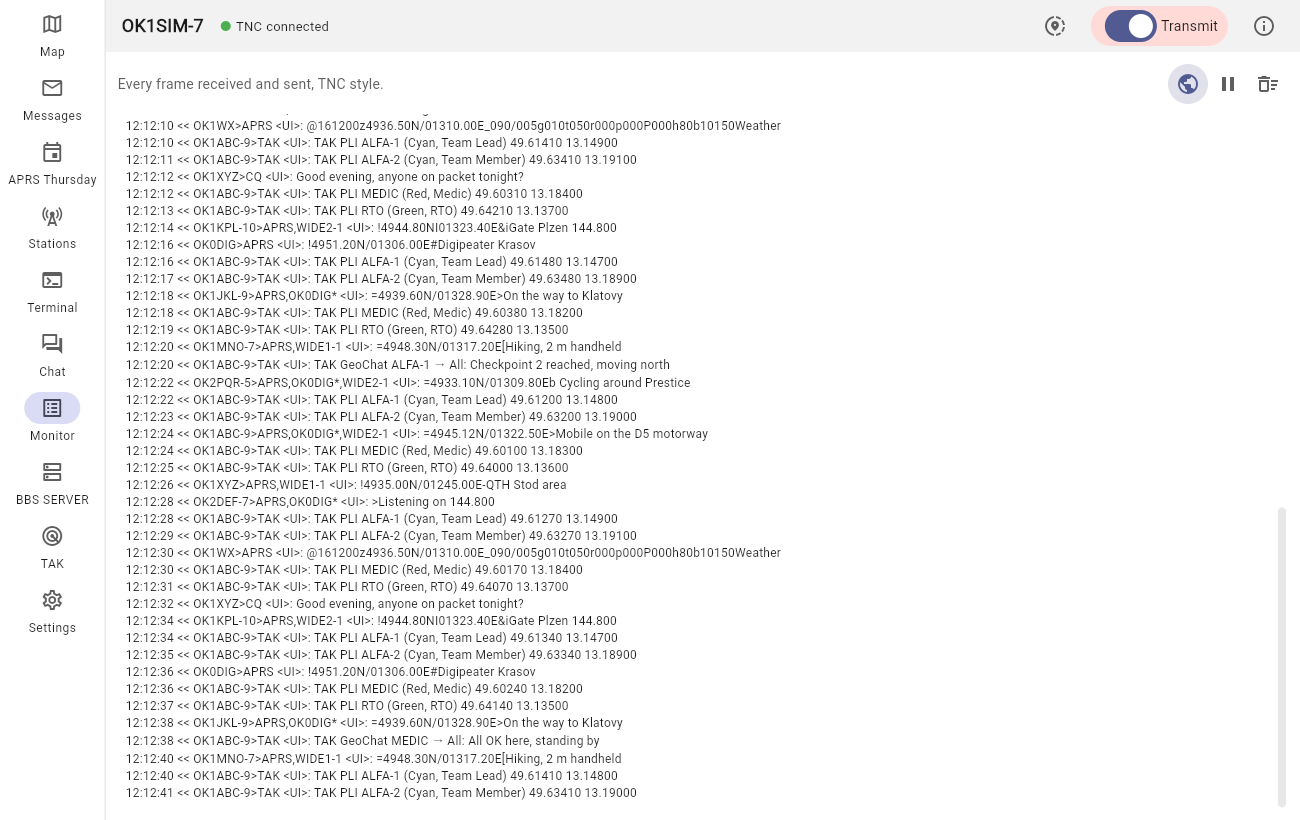 OK1SIM-7
TNC connected
Transmit
Map
Messages
APRS Thursday
Stations
Terminal
Chat
Monitor
BBS SERVER
TAK
Settings
Every frame received and sent, TNC style.
12:12:10 << OK1WX>APRS <UI>: @161200z4936.50N/01310.00E_090/005g010t050r000p000P000h80b10150Weather
12:12:10 << OK1ABC-9>TAK <UI>: TAK PLI ALFA-1 (Cyan, Team Lead) 49.61410 13.14900
12:12:11 << OK1ABC-9>TAK <UI>: TAK PLI ALFA-2 (Cyan, Team Member) 49.63410 13.19100
12:12:12 << OK1XYZ>CQ <UI>: Good evening, anyone on packet tonight?
12:12:12 << OK1ABC-9>TAK <UI>: TAK PLI MEDIC (Red, Medic) 49.60310 13.18400
12:12:13 << OK1ABC-9>TAK <UI>: TAK PLI RTO (Green, RTO) 49.64210 13.13700
12:12:14 << OK1KPL-10>APRS,WIDE2-1 <UI>: !4944.80NI01323.40E&iGate Plzen 144.800
12:12:16 << OK0DIG>APRS <UI>: !4951.20N/01306.00E#Digipeater Krasov
12:12:16 << OK1ABC-9>TAK <UI>: TAK PLI ALFA-1 (Cyan, Team Lead) 49.61480 13.14700
12:12:17 << OK1ABC-9>TAK <UI>: TAK PLI ALFA-2 (Cyan, Team Member) 49.63480 13.18900
12:12:18 << OK1JKL-9>APRS,OK0DIG* <UI>: =4939.60N/01328.90E>On the way to Klatovy
12:12:18 << OK1ABC-9>TAK <UI>: TAK PLI MEDIC (Red, Medic) 49.60380 13.18200
12:12:19 << OK1ABC-9>TAK <UI>: TAK PLI RTO (Green, RTO) 49.64280 13.13500
12:12:20 << OK1MNO-7>APRS,WIDE1-1 <UI>: =4948.30N/01317.20E[Hiking, 2 m handheld
12:12:20 << OK1ABC-9>TAK <UI>: TAK GeoChat ALFA-1 → All: Checkpoint 2 reached, moving north
12:12:22 << OK2PQR-5>APRS,OK0DIG*,WIDE2-1 <UI>: =4933.10N/01309.80Eb Cycling around Prestice
12:12:22 << OK1ABC-9>TAK <UI>: TAK PLI ALFA-1 (Cyan, Team Lead) 49.61200 13.14800
12:12:23 << OK1ABC-9>TAK <UI>: TAK PLI ALFA-2 (Cyan, Team Member) 49.63200 13.19000
12:12:24 << OK1ABC-9>APRS,OK0DIG*,WIDE2-1 <UI>: =4945.12N/01322.50E>Mobile on the D5 motorway
12:12:24 << OK1ABC-9>TAK <UI>: TAK PLI MEDIC (Red, Medic) 49.60100 13.18300
12:12:25 << OK1ABC-9>TAK <UI>: TAK PLI RTO (Green, RTO) 49.64000 13.13600
12:12:26 << OK1XYZ>APRS,WIDE1-1 <UI>: !4935.00N/01245.00E-QTH Stod area
12:12:28 << OK2DEF-7>APRS,OK0DIG* <UI>: >Listening on 144.800
12:12:28 << OK1ABC-9>TAK <UI>: TAK PLI ALFA-1 (Cyan, Team Lead) 49.61270 13.14900
12:12:29 << OK1ABC-9>TAK <UI>: TAK PLI ALFA-2 (Cyan, Team Member) 49.63270 13.19100
12:12:30 << OK1WX>APRS <UI>: @161200z4936.50N/01310.00E_090/005g010t050r000p000P000h80b10150Weather
12:12:30 << OK1ABC-9>TAK <UI>: TAK PLI MEDIC (Red, Medic) 49.60170 13.18400
12:12:31 << OK1ABC-9>TAK <UI>: TAK PLI RTO (Green, RTO) 49.64070 13.13700
12:12:32 << OK1XYZ>CQ <UI>: Good evening, anyone on packet tonight?
12:12:34 << OK1KPL-10>APRS,WIDE2-1 <UI>: !4944.80NI01323.40E&iGate Plzen 144.800
12:12:34 << OK1ABC-9>TAK <UI>: TAK PLI ALFA-1 (Cyan, Team Lead) 49.61340 13.14700
12:12:35 << OK1ABC-9>TAK <UI>: TAK PLI ALFA-2 (Cyan, Team Member) 49.63340 13.18900
12:12:36 << OK0DIG>APRS <UI>: !4951.20N/01306.00E#Digipeater Krasov
12:12:36 << OK1ABC-9>TAK <UI>: TAK PLI MEDIC (Red, Medic) 49.60240 13.18200
12:12:37 << OK1ABC-9>TAK <UI>: TAK PLI RTO (Green, RTO) 49.64140 13.13500
12:12:38 << OK1JKL-9>APRS,OK0DIG* <UI>: =4939.60N/01328.90E>On the way to Klatovy
12:12:38 << OK1ABC-9>TAK <UI>: TAK GeoChat MEDIC → All: All OK here, standing by
12:12:40 << OK1MNO-7>APRS,WIDE1-1 <UI>: =4948.30N/01317.20E[Hiking, 2 m handheld
12:12:40 << OK1ABC-9>TAK <UI>: TAK PLI ALFA-1 (Cyan, Team Lead) 49.61410 13.14800
12:12:41 << OK1ABC-9>TAK <UI>: TAK PLI ALFA-2 (Cyan, Team Member) 49.63410 13.19000